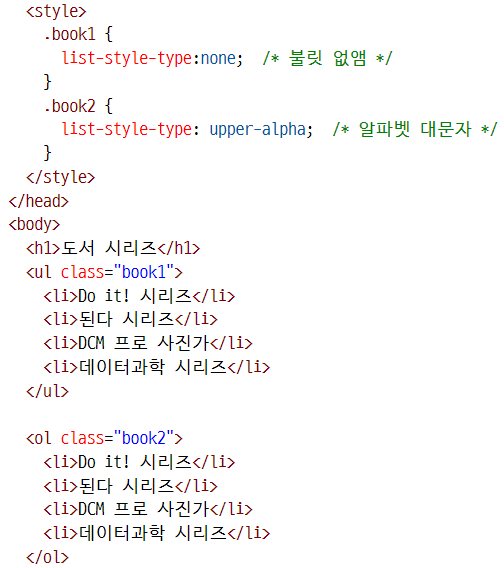 <style>
.book1 {
list-style-type:none;  /* 불릿 없앰 */
}
.book2 {
list-style-type: upper-alpha;  /* 알파벳 대문자 */
}
</style>
</head>
<body>
<h1>도서 시리즈</h1>
<ul class="book1">
<li>Do it! 시리즈</li>
<li>된다 시리즈</li>
<li>DCM 프로 사진가</li>
<li>데이터과학 시리즈</li>
</ul>
<ol class="book2">
<li>Do it! 시리즈</li>
<li>된다 시리즈</li>
<li>DCM 프로 사진가</li>
<li>데이터과학 시리즈</li>
</ol>